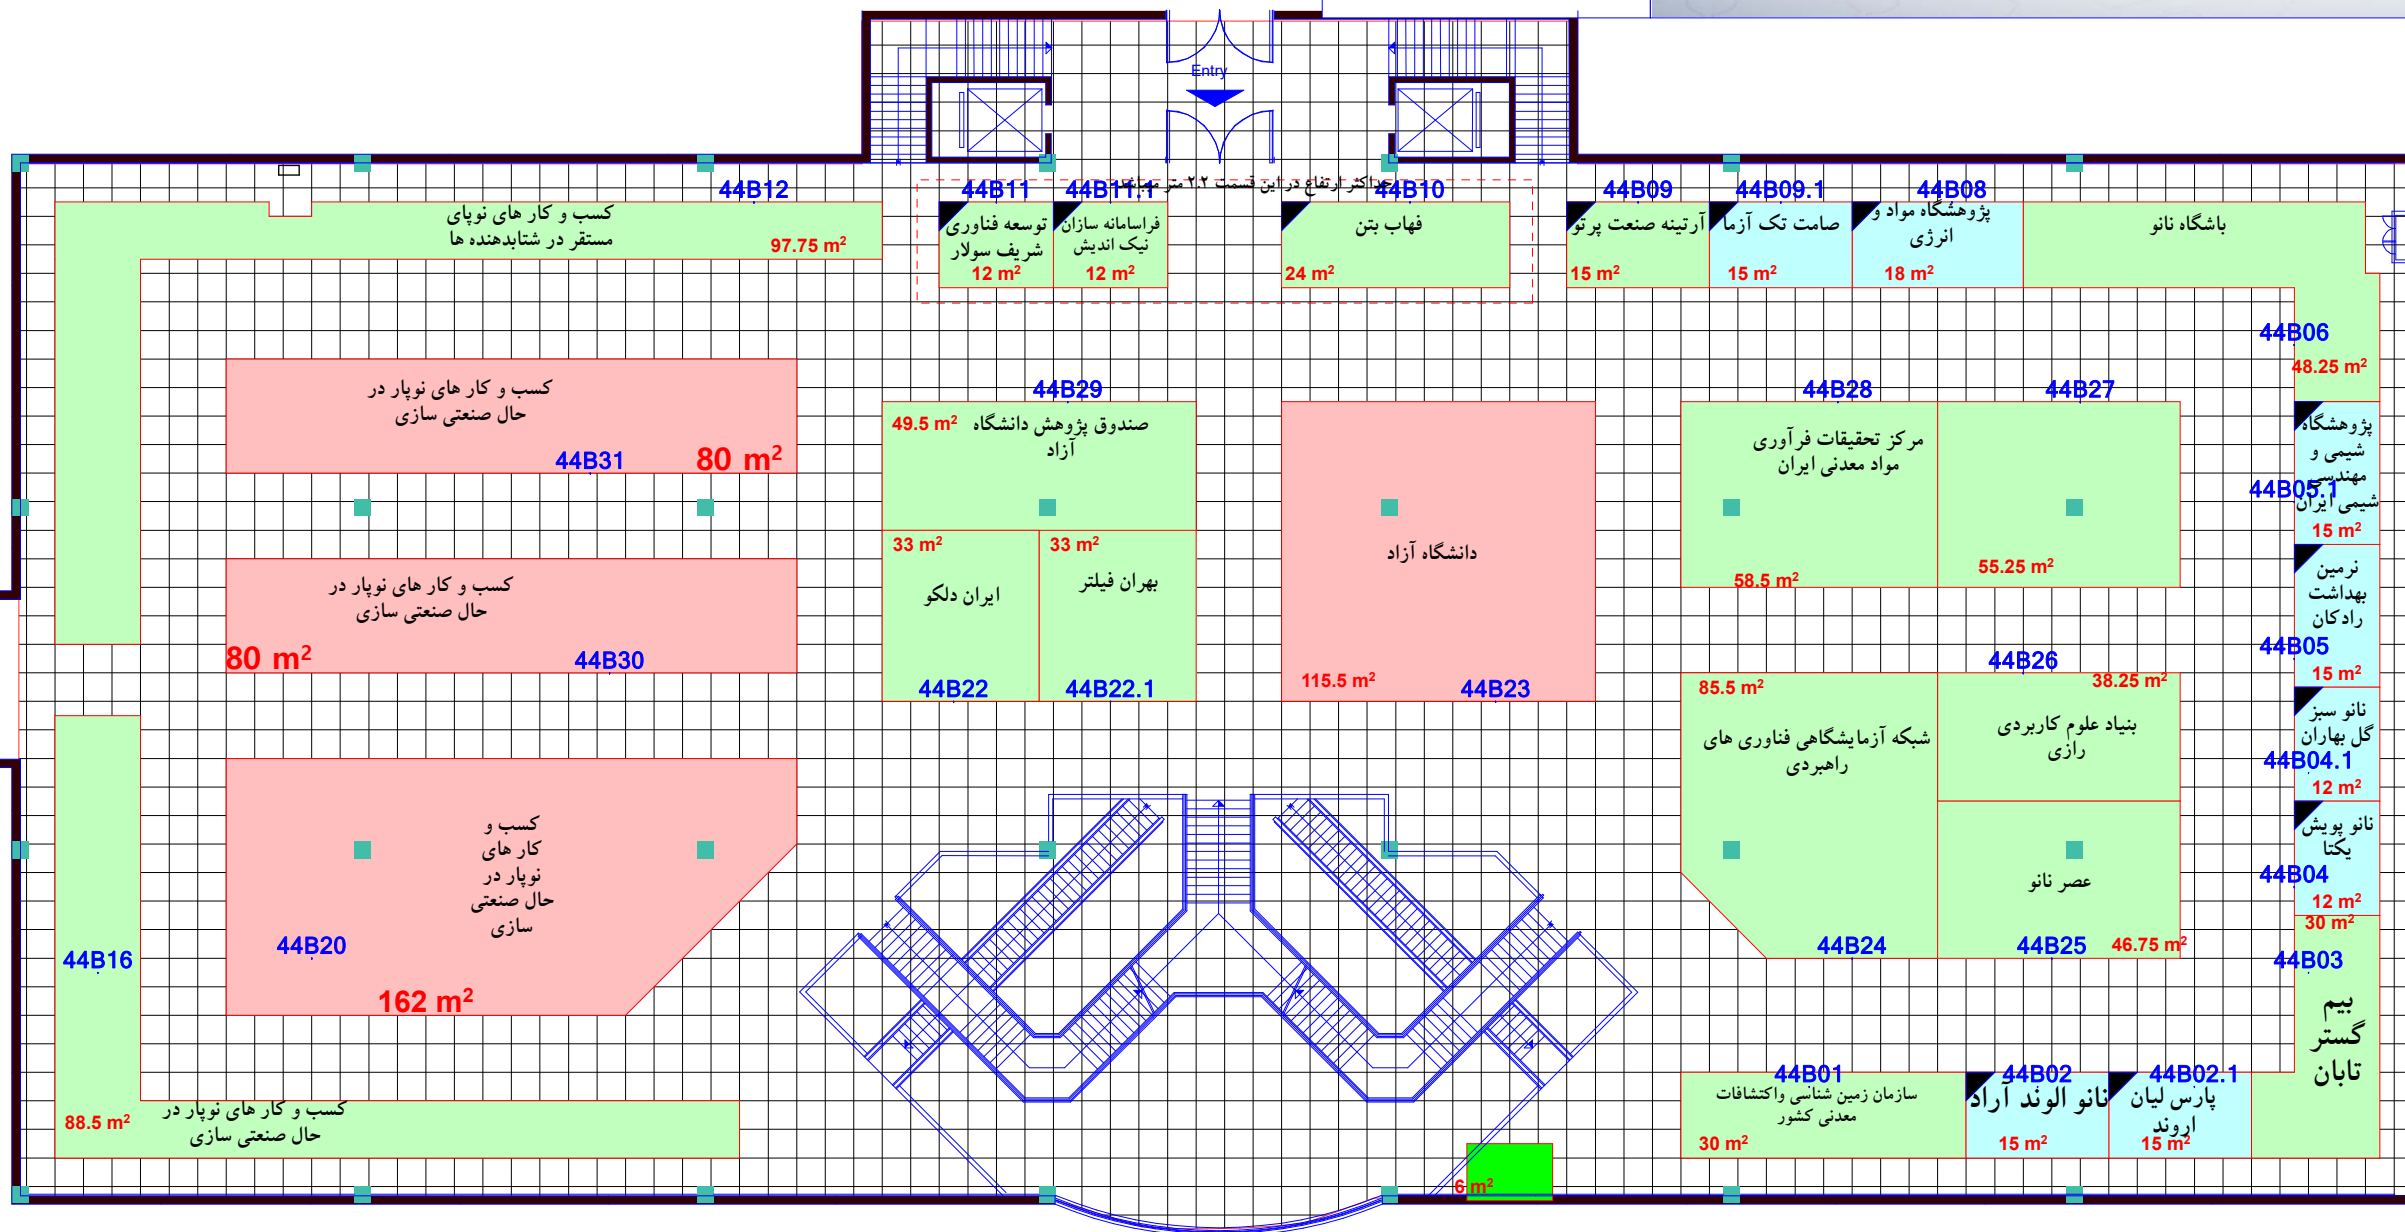 Entry
حداکثر ارتفاع در این قسمت ۲.۲ متر میباشد
44B12
کسب و کار های نوپای
مستقر در شتابدهنده ها
97.75 m²
44B11
توسعه فناوری
شریف سولار
12 m²
44B11.1
فراسامانه سازان
نیک اندیش
12 m²
44B10
فهاب بتن
24 m²
44B09
آرتینه صنعت پرتو
15 m²
44B09.1
صامت تک آزما
15 m²
44B08
پژوهشگاه مواد و
انرژی
18 m²
باشگاه نانو
44B06
48.25 m²
کسب و کار های نوپار در
حال صنعتی سازی
44B31
80 m²
44B29
49.5 m²
صندوق پژوهش دانشگاه
آزاد
دانشگاه آزاد
115.5 m²
44B23
44B28
مرکز تحقیقات فرآوری
مواد معدنی ایران
58.5 m²
44B27
55.25 m²
پژوهشگاه
شیمی و
مهندسی
شیمی ایران
44B05.1
15 m²
کسب و کار های نوپار در
حال صنعتی سازی
80 m²
44B30
33 m²
ایران دلکو
44B22
33 m²
بهران فیلتر
44B22.1
نرمین
بهداشت
رادکان
44B05
15 m²
44B26
85.5 m²
شبکه آزمایشگاهی فناوری های
راهبردی
44B24
38.25 m²
بنیاد علوم کاربردی
رازی
نانو سبز
گل بهاران
44B04.1
12 m²
عصر نانو
44B25
46.75 m²
نانو پویش
یکتا
44B04
12 m²
30 m²
44B03
بیم
گستر
تابان
کسب و
کار های
نوپار در
حال صنعتی
سازی
44B20
162 m²
44B16
88.5 m²
کسب و کار های نوپار در
حال صنعتی سازی
44B01
سازمان زمین شناسی واکتشافات
معدنی کشور
30 m²
44B02
نانو الوند آراد
15 m²
44B02.1
پارس لیان
اروند
15 m²
6 m²